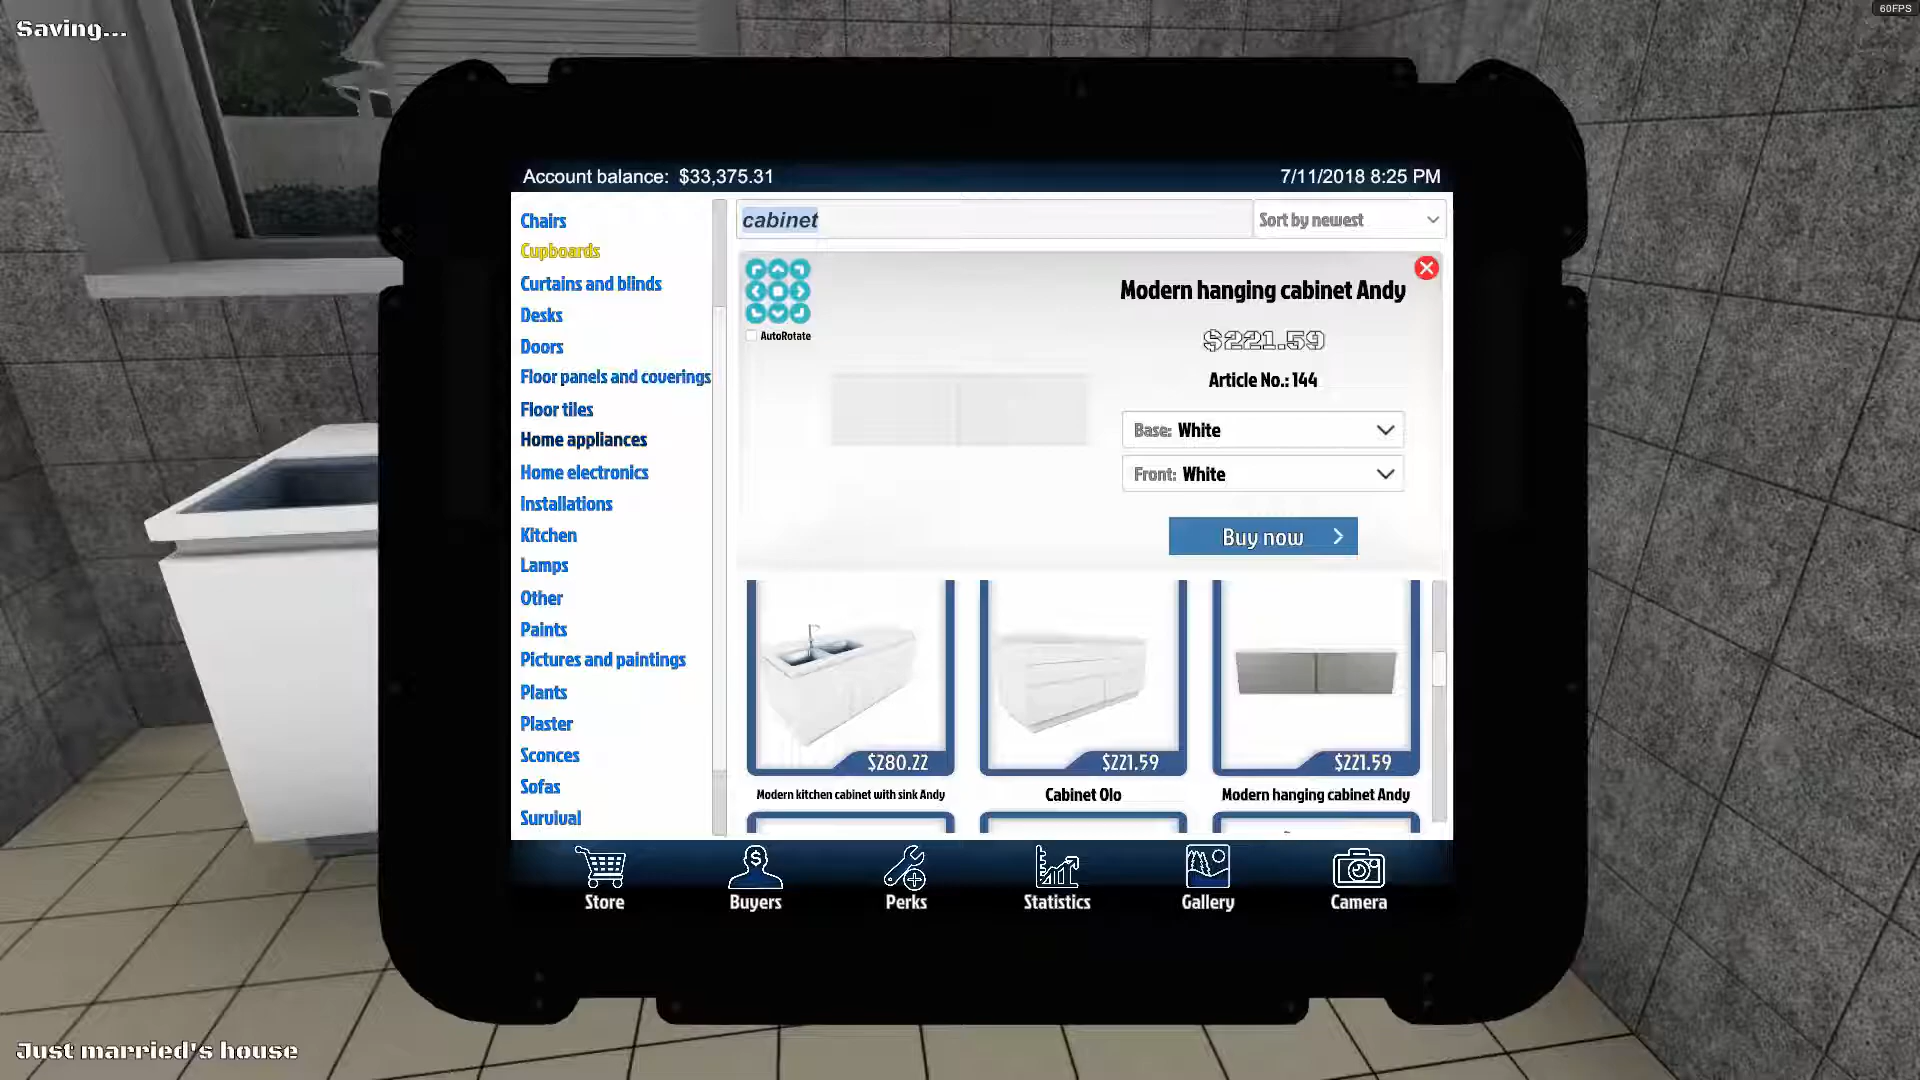 Saving...
60FPS
Account balance: $33,375.31
7/11/2018 8:25 PM
Chairs
Cupboards
Curtains and blinds
Desks
Doors
Floor panels and coverings
Floor tiles
Home appliances
Home electronics
Installations
Kitchen
Lamps
Other
Paints
Pictures and paintings
Plants
Plaster
Sconces
Sofas
Survival
cabinet
Sort by newest
AutoRotate
Modern hanging cabinet Andy
$221.59
Article No.: 144
Base: White
Front: White
Buy now
$280.22
$221.59
$221.59
Modern kitchen cabinet with sink Andy
Cabinet Olo
Modern hanging cabinet Andy
Store
Buyers
Perks
Statistics
Gallery
Camera
Just married's house